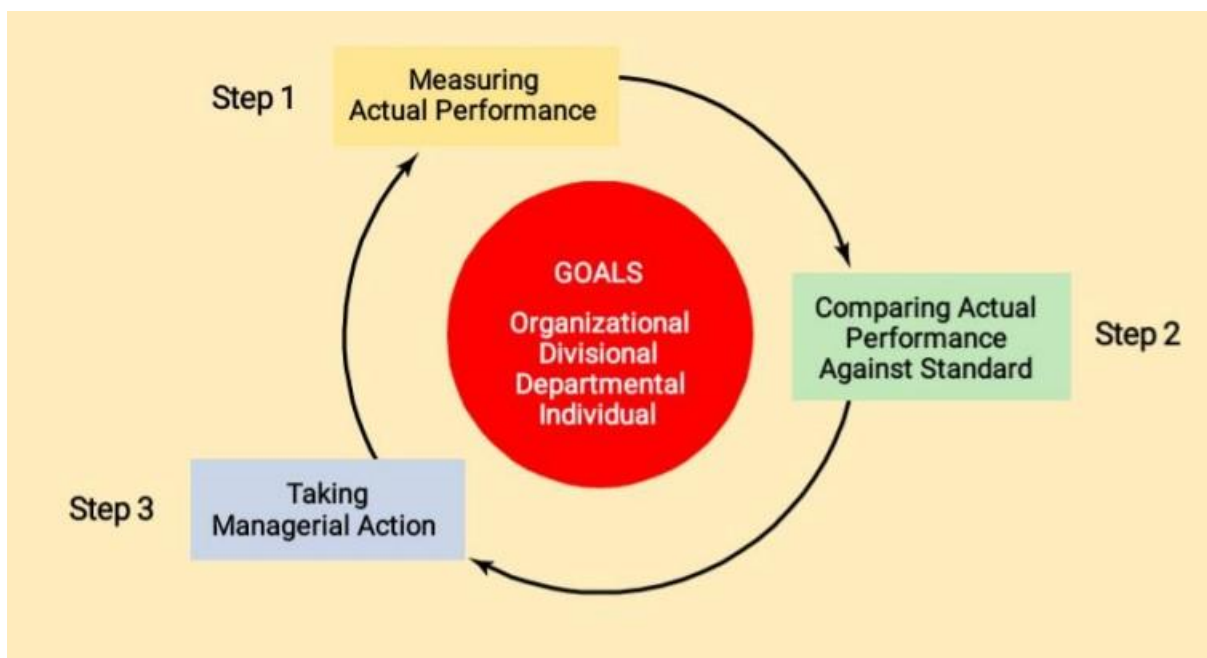 Step 1
Measuring
Actual Performance
GOALS
Organizational
Divisional
Departmental
Individual
Comparing Actual
Performance
Against Standard
Step 2
Step 3
Taking
Managerial Action